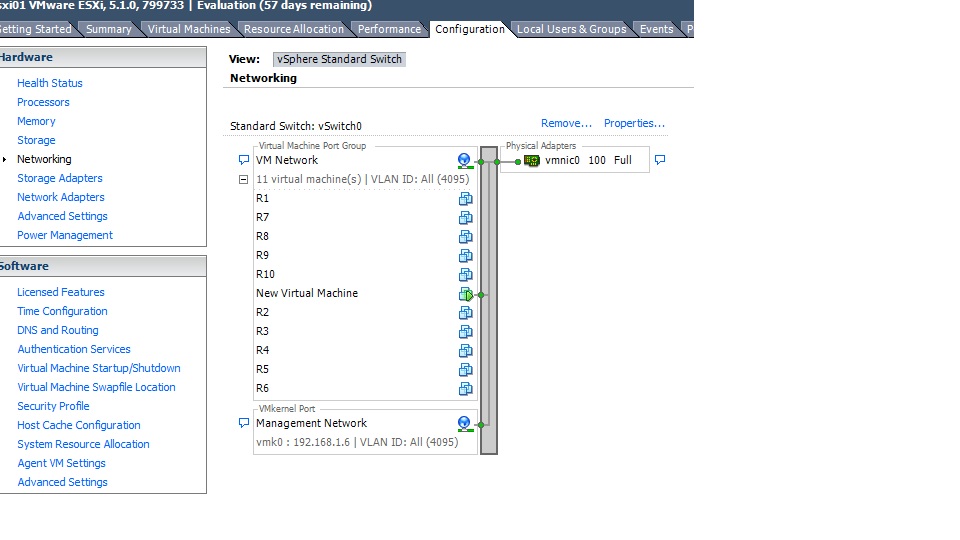 sxi01 VMware ESXi, 5.1.0, 799733 | Evaluation (57 days remaining)
Getting Started Summary Virtual Machines Resource Allocation Performance Configuration Local Users & Groups Events P
Hardware
Health Status
Processors
Memory
Storage
Networking
Storage Adapters
Network Adapters
Advanced Settings
Power Management
Software
Licensed Features
Time Configuration
DNS and Routing
Authentication Services
Virtual Machine Startup/Shutdown
Virtual Machine Swapfile Location
Security Profile
Host Cache Configuration
System Resource Allocation
Agent VM Settings
Advanced Settings
View: vSphere Standard Switch
Networking
Standard Switch: vSwitch0 Remove... Properties...
Virtual Machine Port Group
VM Network
11 virtual machine(s) | VLAN ID: All (4095)
R1
R7
R8
R9
R10
New Virtual Machine
R2
R3
R4
R5
R6
VMkernel Port
Management Network
vmk0 : 192.168.1.6 | VLAN ID: All (4095)
Physical Adapters
vmnic0 100 Full